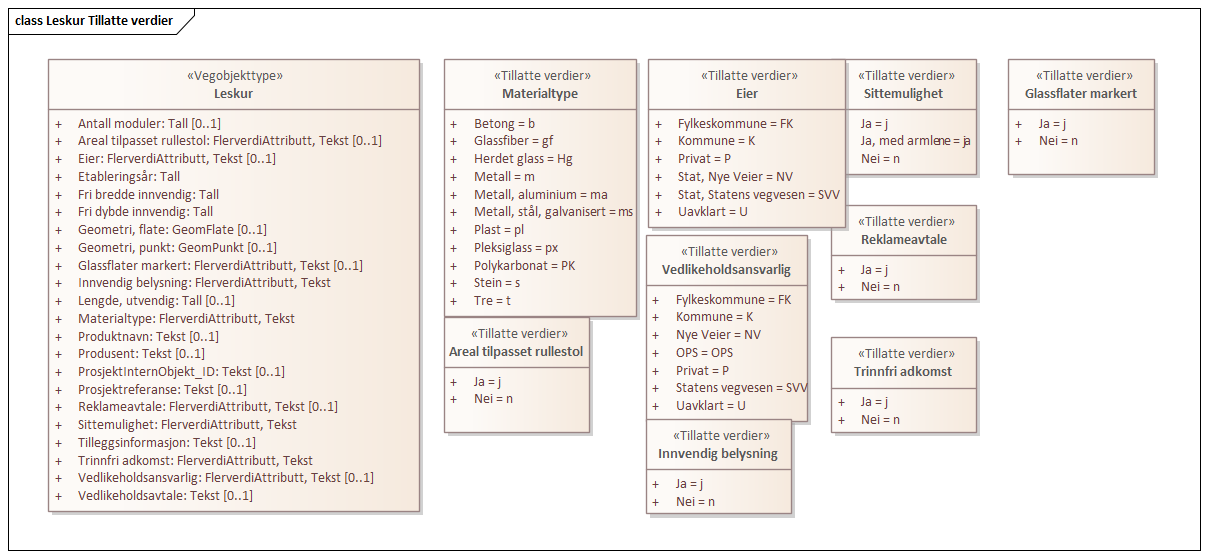 class Leskur Tillatte verdier
«Vegobjekttype»
Leskur
+ Antall moduler: Tall [0..1]
+ Areal tilpasset rullestol: FlerverdiAttributt, Tekst [0..1]
+ Eier: FlerverdiAttributt, Tekst [0..1]
+ Etableringsår: Tall
+ Fri bredde innvendig: Tall
+ Fri dybde innvendig: Tall
+ Geometri, flate: GeomFlate [0..1]
+ Geometri, punkt: GeomPunkt [0..1]
+ Glassflater markert: FlerverdiAttributt, Tekst [0..1]
+ Innvendig belysning: FlerverdiAttributt, Tekst
+ Lengde, utvendig: Tall [0..1]
+ Materialtype: FlerverdiAttributt, Tekst
+ Produktnavn: Tekst [0..1]
+ Produsent: Tekst [0..1]
+ ProsjektInternObjekt_ID: Tekst [0..1]
+ Prosjektreferanse: Tekst [0..1]
+ Reklameavtale: FlerverdiAttributt, Tekst [0..1]
+ Sittemulighet: FlerverdiAttributt, Tekst
+ Tilleggsinformasjon: Tekst [0..1]
+ Trinnfri adkomst: FlerverdiAttributt, Tekst
+ Vedlikeholdsansvarlig: FlerverdiAttributt, Tekst [0..1]
+ Vedlikeholdsavtale: Tekst [0..1]
«Tillatte verdier»
Materialtype
+ Betong = b
+ Glassfiber = gf
+ Herdet glass = Hg
+ Metall = m
+ Metall, aluminium = ma
+ Metall, stål, galvanisert = ms
+ Plast = pl
+ Pleksiglass = px
+ Polykarbonat = PK
+ Stein = s
+ Tre = t
«Tillatte verdier»
Areal tilpasset rullestol
+ Ja = j
+ Nei = n
«Tillatte verdier»
Eier
+ Fylkeskommune = FK
+ Kommune = K
+ Privat = P
+ Stat, Nye Veier = NV
+ Stat, Statens vegvesen = SVV
+ Uavklart = U
«Tillatte verdier»
Vedlikeholdsansvarlig
+ Fylkeskommune = FK
+ Kommune = K
+ Nye Veier = NV
+ OPS = OPS
+ Privat = P
+ Statens vegvesen = SVV
+ Uavklart = U
«Tillatte verdier»
Innvendig belysning
+ Ja = j
+ Nei = n
«Tillatte verdier»
Sittemulighet
Ja = j
Ja, med armlene = ja
Nei = n
«Tillatte verdier»
Reklameavtale
+ Ja = j
+ Nei = n
«Tillatte verdier»
Trinnfri adkomst
+ Ja = j
+ Nei = n
«Tillatte verdier»
Glassflater markert
+ Ja = j
+ Nei = n